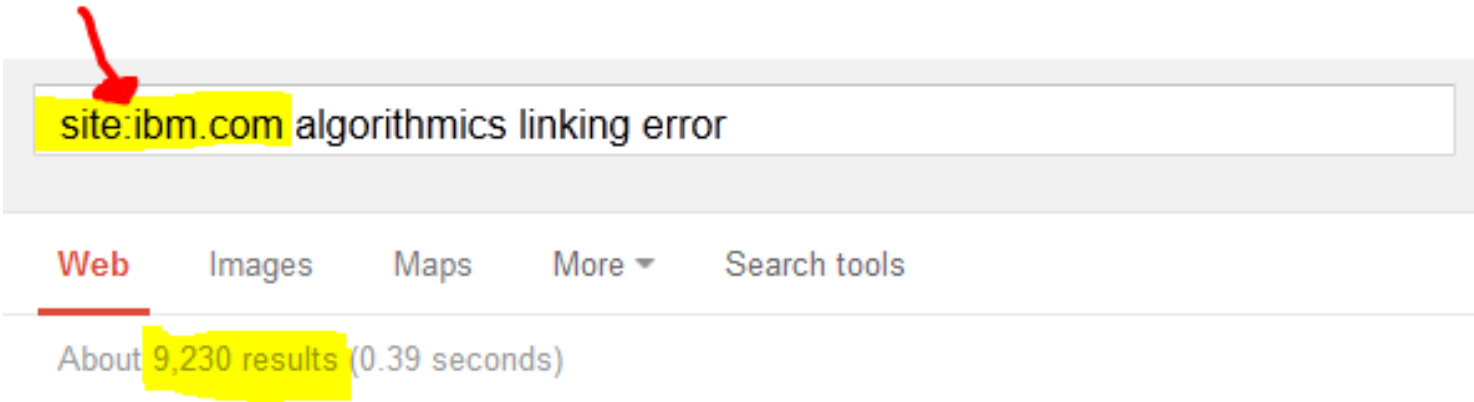 site:ibm.com algorithmics linking error
Web Images Maps More Search tools
About 9,230 results (0.39 seconds)